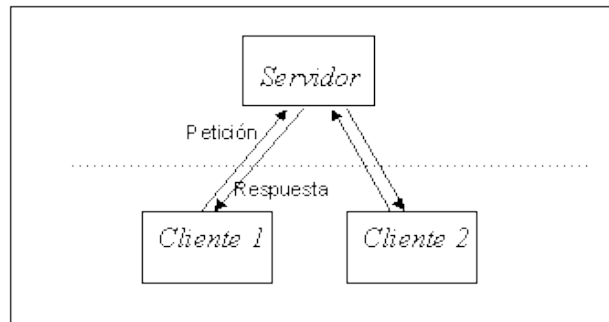 Servidor
Petición
Respuesta
Cliente 1
Cliente 2